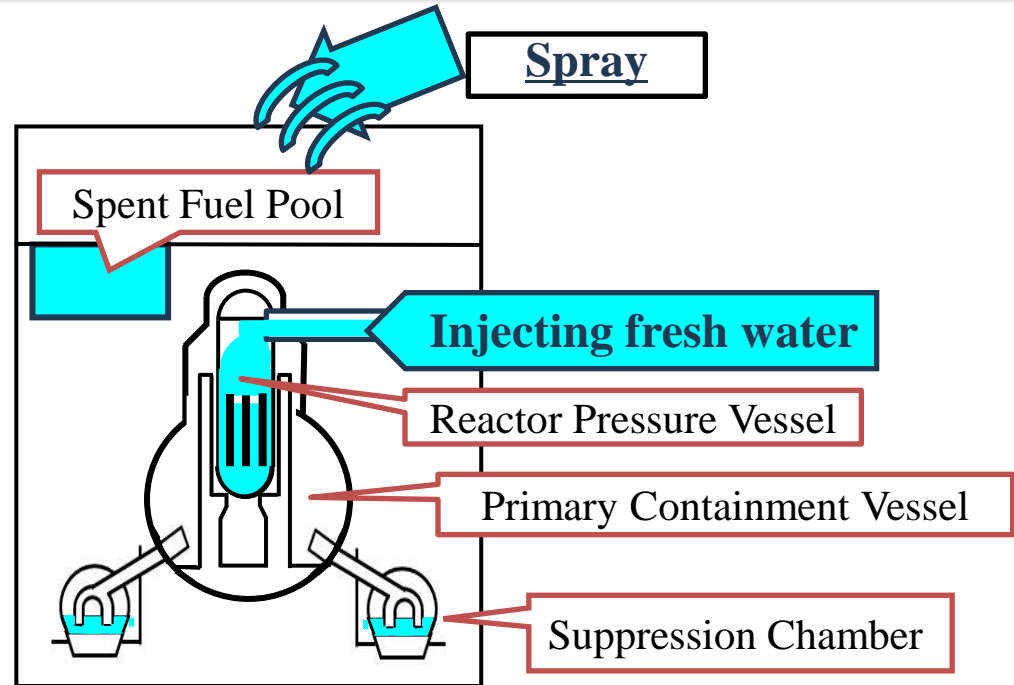 Spray
Spent Fuel Pool
Injecting fresh water
Reactor Pressure Vessel
Primary Containment Vessel
Suppression Chamber